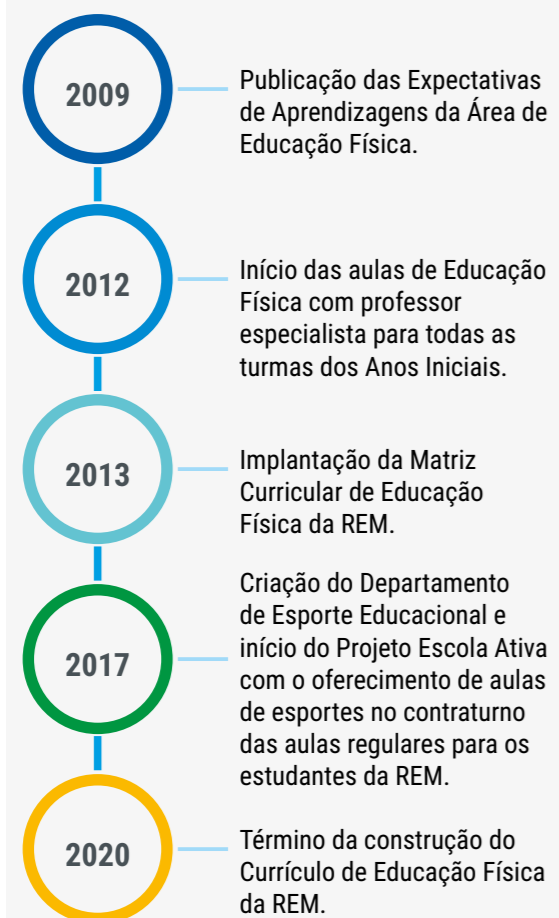 2009
Publicação das Expectativas
de Aprendizagens da Área de
Educação Física.
2012
Início das aulas de Educação
Física com professor
especialista para todas as
turmas dos Anos Iniciais.
2013
Implantação da Matriz
Curricular de Educação
Física da REM.
2017
Criação do Departamento
de Esporte Educacional e
início do Projeto Escola Ativa
com o oferecimento de aulas
de esportes no contraturno
das aulas regulares para os
estudantes da REM.
2020
Término da construção do
Currículo de Educação Física
da REM.